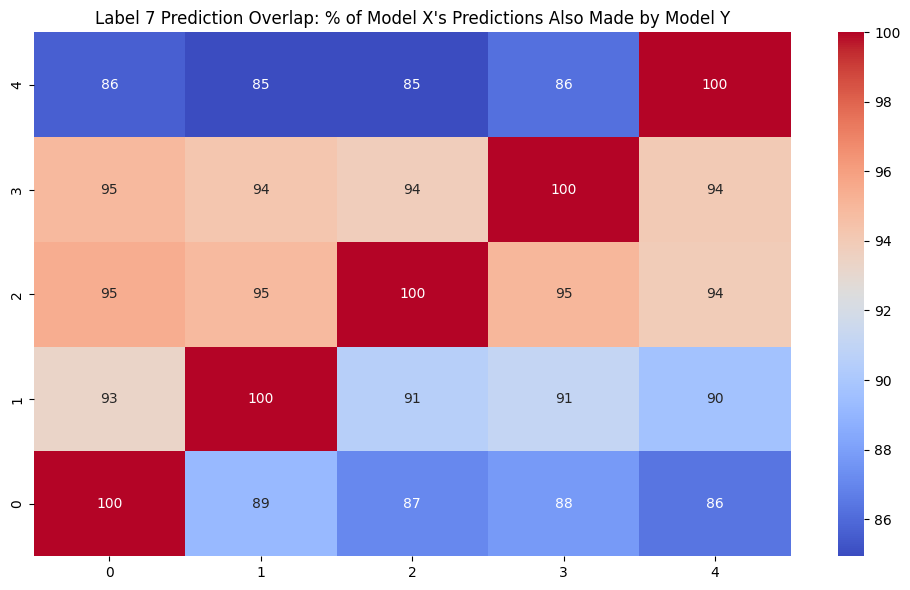 Label 7 Prediction Overlap: % of Model X's Predictions Also Made by Model Y
4 86 85 85 86 100
3 95 94 94 100 94
2 95 95 100 95 94
1 93 100 91 91 90
0 100 89 87 88 86
0 1 2 3 4
100
98
96
94
92
90
88
86